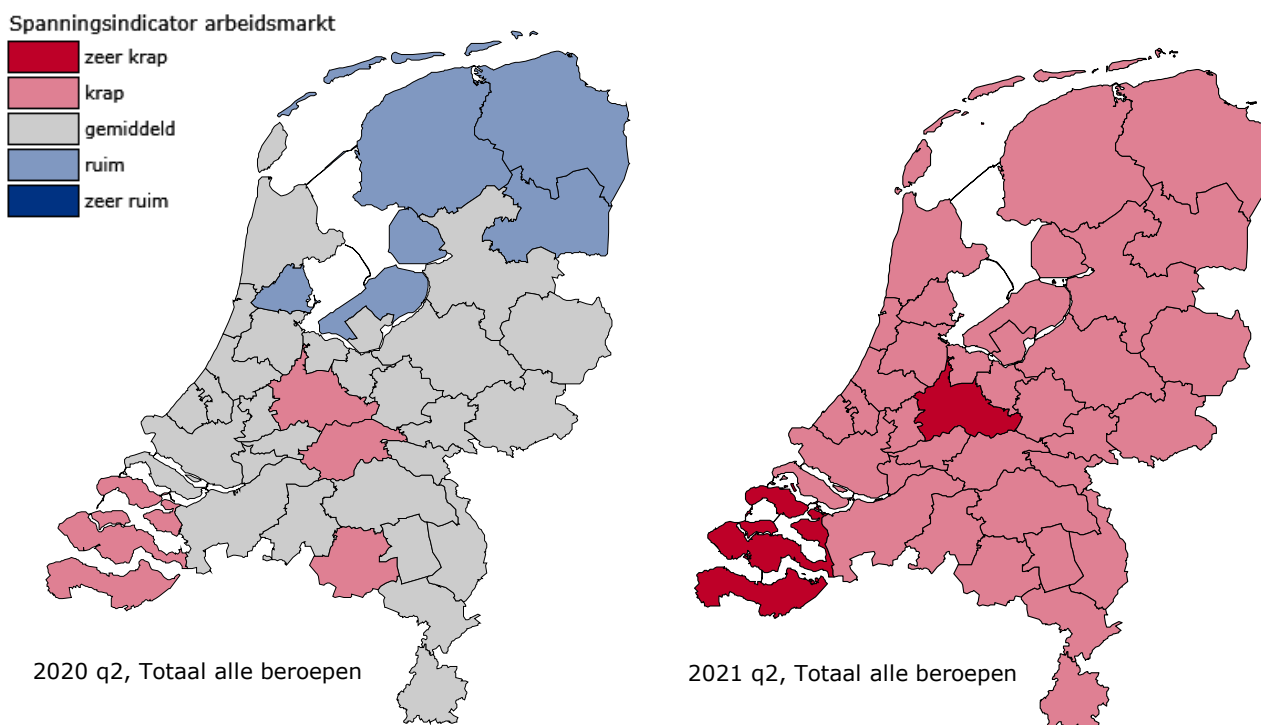 Spanningsindicator arbeidsmarkt
zeer krap
krap
gemiddeld
ruim
zeer ruim
2020 q2, Totaal alle beroepen
2021 q2, Totaal alle beroepen